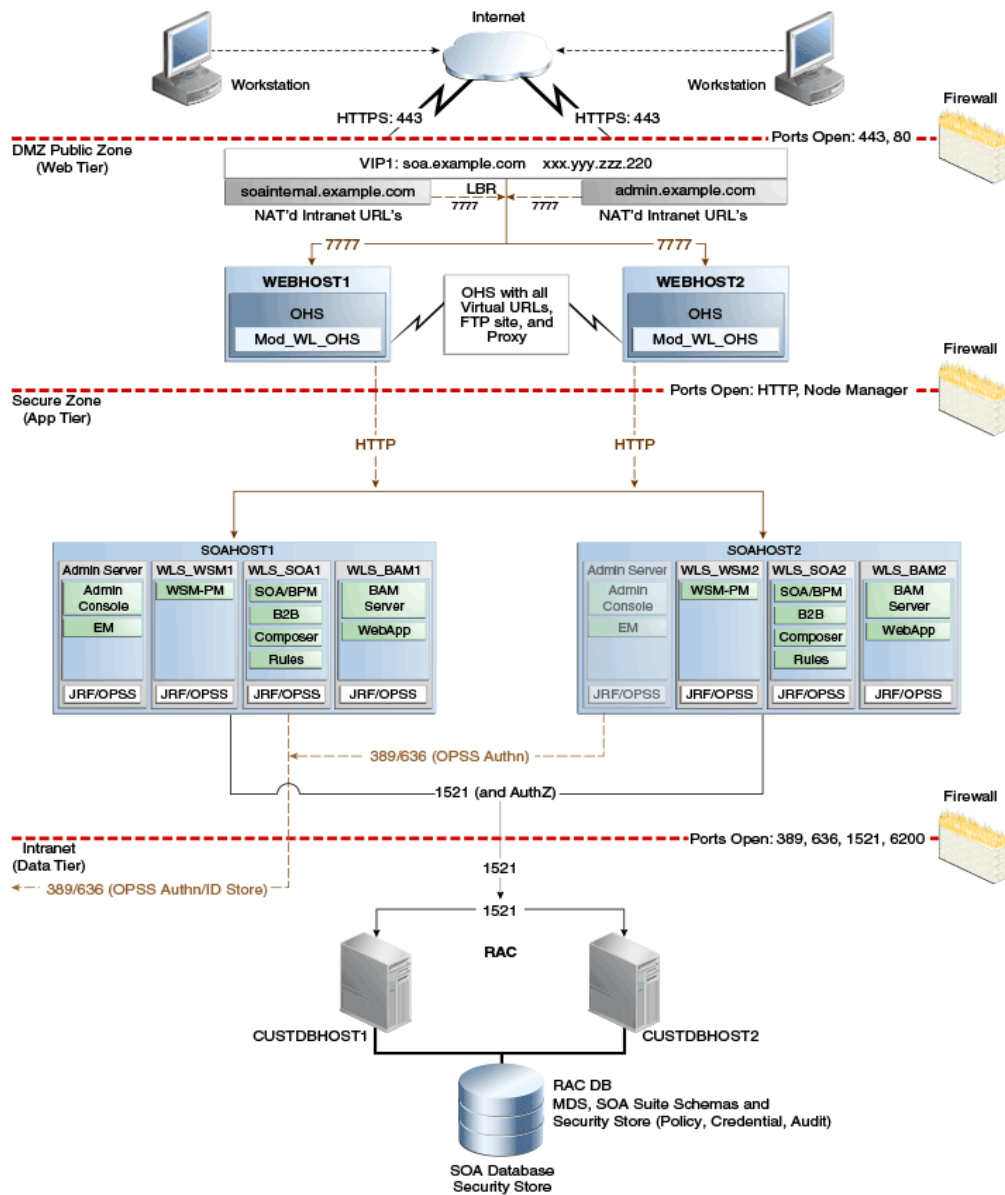 Internet
Workstation
Workstation
HTTPS: 443
HTTPS: 443
Firewall
Ports Open: 443, 80
DMZ Public Zone
(Web Tier)
VIP1: soa.example.com xxx.yyy.zzz.220
soainternal.example.com
LBR
admin.example.com
7777
7777
NAT'd Intranet URL's
NAT'd Intranet URL's
7777
7777
WEBHOST1
OHS
Mod_WL_OHS
OHS with all
Virtual URLs,
FTP site, and
Proxy
WEBHOST2
OHS
Mod_WL_OHS
Firewall
Ports Open: HTTP, Node Manager
Secure Zone
(App Tier)
HTTP
HTTP
SOAHOST1
Admin Server
Admin
Console
EM
JRF/OPSS
WLS_WSM1
WSM-PM
JRF/OPSS
WLS_SOA1
SOA/BPM
B2B
Composer
Rules
JRF/OPSS
WLS_BAM1
BAM
Server
WebApp
JRF/OPSS
SOAHOST2
Admin Server
Admin
Console
EM
JRF/OPSS
WLS_WSM2
WSM-PM
JRF/OPSS
WLS_SOA2
SOA/BPM
B2B
Composer
Rules
JRF/OPSS
WLS_BAM2
BAM
Server
WebApp
JRF/OPSS
389/636 (OPSS Authn)
1521 (and AuthZ)
Firewall
Ports Open: 389, 636, 1521, 6200
Intranet
(Data Tier)
389/636 (OPSS Authn/ID Store)
1521
1521
RAC
CUSTDBHOST1
CUSTDBHOST2
RAC DB
MDS, SOA Suite Schemas and
Security Store (Policy, Credential, Audit)
SOA Database
Security Store